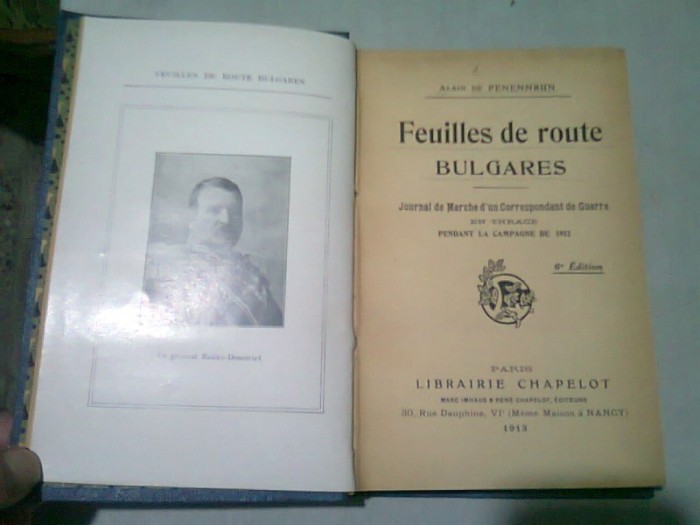 FEUILLES DE ROUTE BULGARES
Le général Radko-Dimitrief.
ALAIN DE PENENNRUN
Feuilles de route
BULGARES
Journal de Marche d'un Correspondant de Guerre
EN THRACE
PENDANT LA CAMPAGNE DE 1912
6e Édition
PARIS
LIBRAIRIE CHAPELOT
MARC IMHAUS & RENÉ CHAPELOT, ÉDITEURS
30, Rue Dauphine, VIe (Même Maison à NANCY)
1913